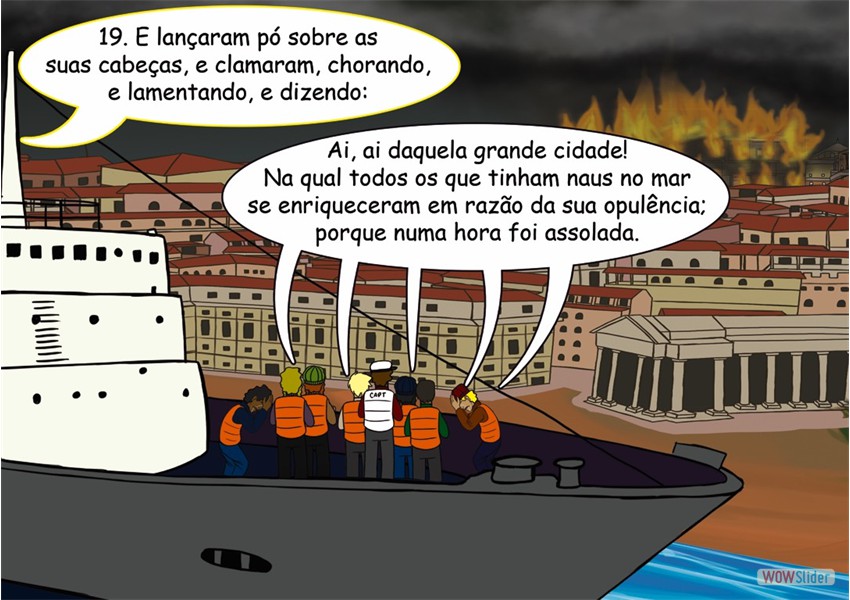 19. E lançaram pó sobre as
suas cabeças, e clamaram, chorando,
e lamentando, e dizendo:
Ai, ai daquela grande cidade!
Na qual todos os que tinham naus no mar
se enriqueceram em razão da sua opulência;
porque numa hora foi assolada.
CAPT
WOWSlider